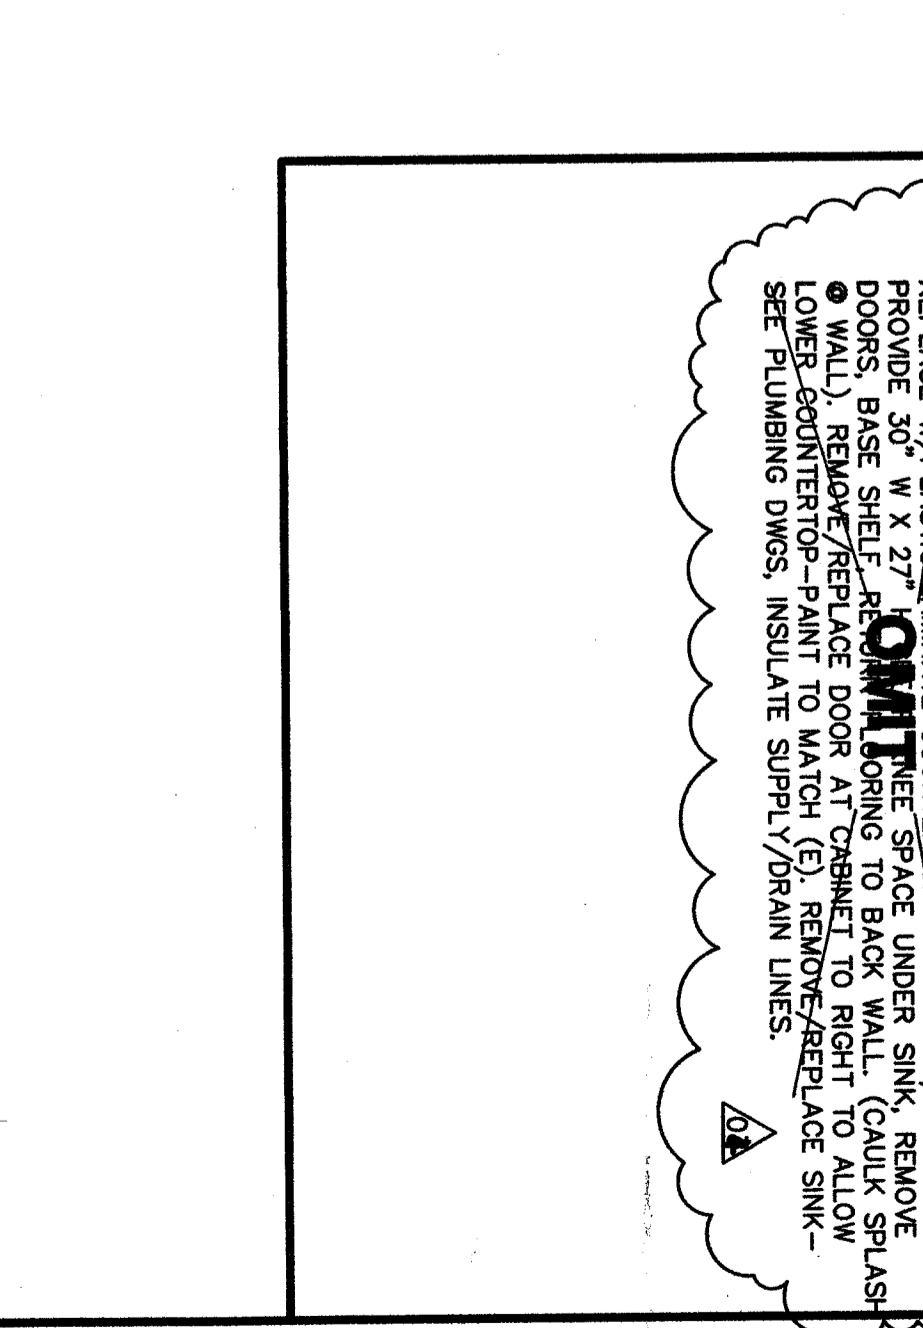 PROVIDE 30" W X 27" KNEE SPACE UNDER SINK, REMOVE
DOORS, BASE SHELF, RETURN FLOORING TO BACK WALL. (CAULK SPLASH
@ WALL). REMOVE/REPLACE DOOR AT CABINET TO RIGHT TO ALLOW
LOWER COUNTERTOP-PAINT TO MATCH (E). REMOVE/REPLACE SINK-
SEE PLUMBING DWGS, INSULATE SUPPLY/DRAIN LINES.
OMIT